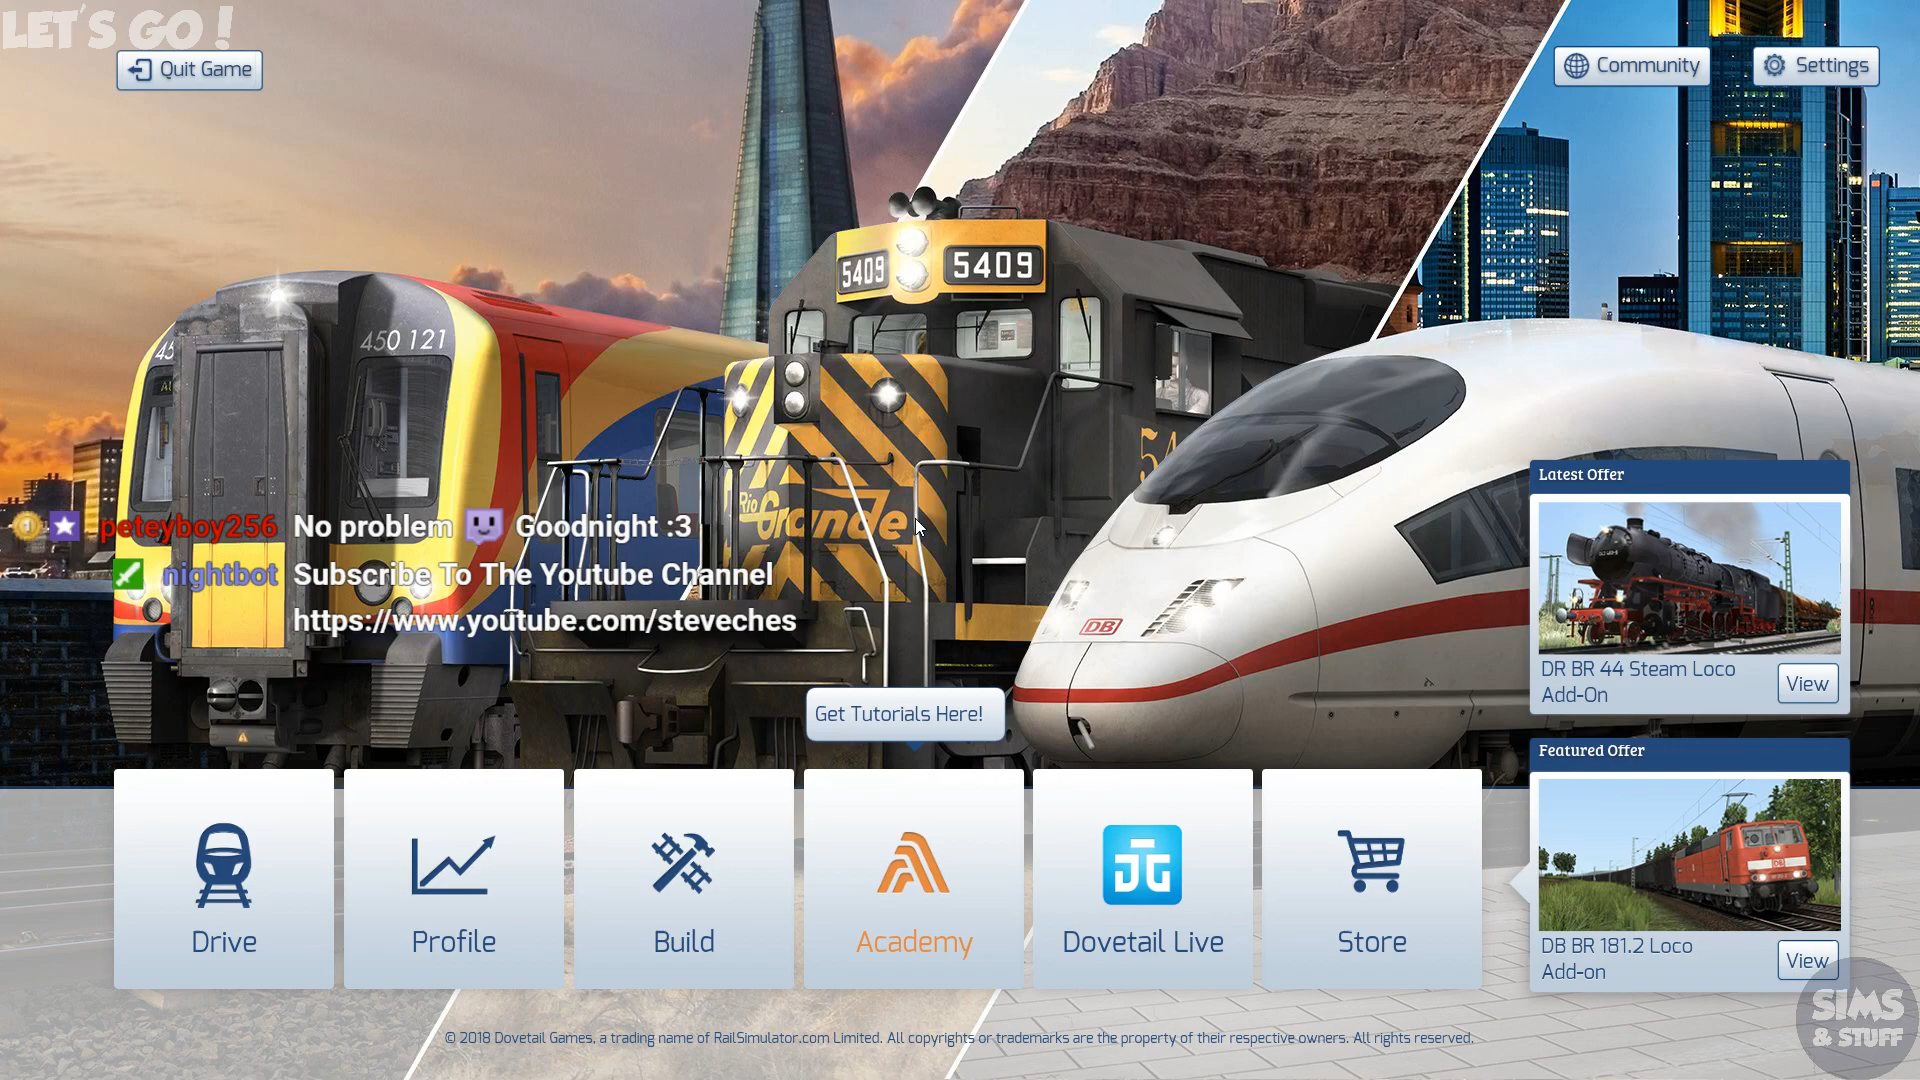 LET'S GO!
Quit Game
Community
Settings
5409
5409
450 121
45
54
Rio
Grande
Latest Offer
peteyboy256 No problem Goodnight :3
nightbot Subscribe To The Youtube Channel
https://www.youtube.com/steveches
DB
DR BR 44 Steam Loco
Add-On
View
Get Tutorials Here!
Featured Offer
DB BR 181.2 Loco
Add-on
View
Drive
Profile
Build
Academy
Dovetail Live
Store
SIMS
& STUFF
© 2018 Dovetail Games, a trading name of RailSimulator.com Limited. All copyrights or trademarks are the property of their respective owners. All rights reserved.